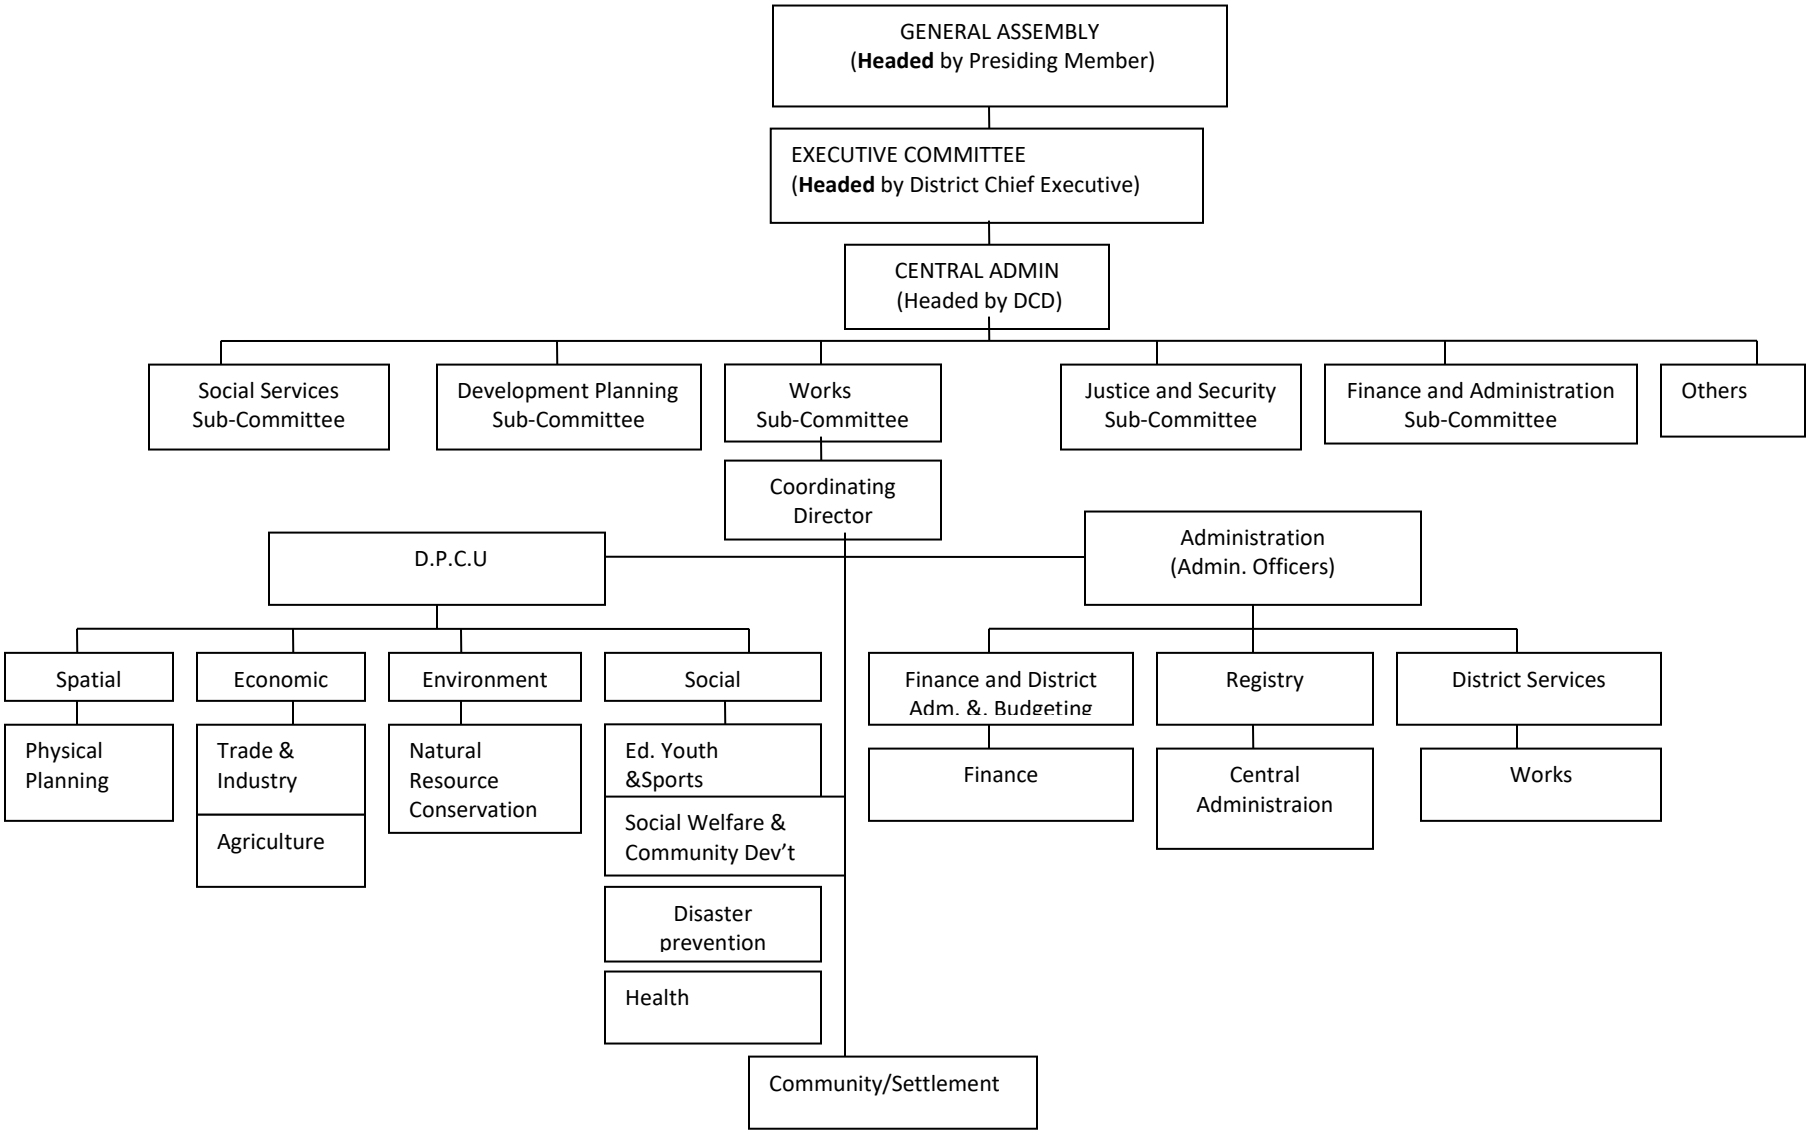 GENERAL ASSEMBLY
(Headed by Presiding Member)
EXECUTIVE COMMITTEE
(Headed by District Chief Executive)
CENTRAL ADMIN
(Headed by DCD)
Social Services
Sub-Committee
Development Planning
Sub-Committee
Works
Sub-Committee
Justice and Security
Sub-Committee
Finance and Administration
Sub-Committee
Others
Coordinating
Director
D.P.C.U
Administration
(Admin. Officers)
Spatial
Economic
Environment
Social
Finance and District
Adm. &. Budgeting
Registry
District Services
Physical
Planning
Trade &
Industry
Agriculture
Natural
Resource
Conservation
Ed. Youth
&Sports
Social Welfare &
Community Dev’t
Disaster
prevention
Health
Finance
Central
Administraion
Works
Community/Settlement